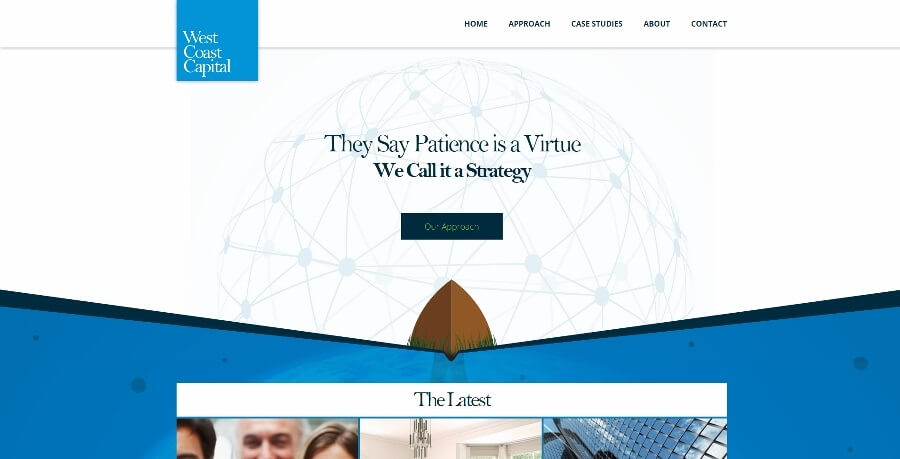 HOME APPROACH CASE STUDIES ABOUT CONTACT
West
Coast
Capital
They Say Patience is a Virtue
We Call it a Strategy
Our Approach
The Latest